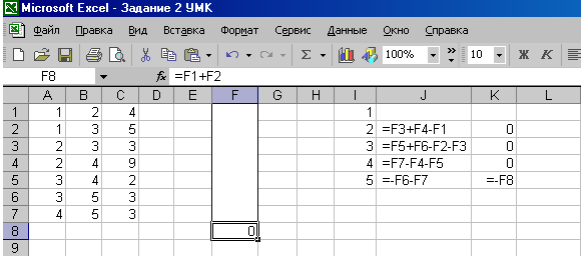 Microsoft Excel - Задание 2 УМК
Файл Правка Вид Вставка Формат Сервис Данные Окно Справка
100% 10 Ж К
F8 fx =F1+F2
A B C D E F G H I J K L
1 1 2 4 1
2 1 3 5 2 =F3+F4-F1 0
3 2 3 3 3 =F5+F6-F2-F3 0
4 2 4 9 4 =F7-F4-F5 0
5 3 4 2 5 =-F6-F7 =-F8
6 3 5 3
7 4 5 3
8 0
9